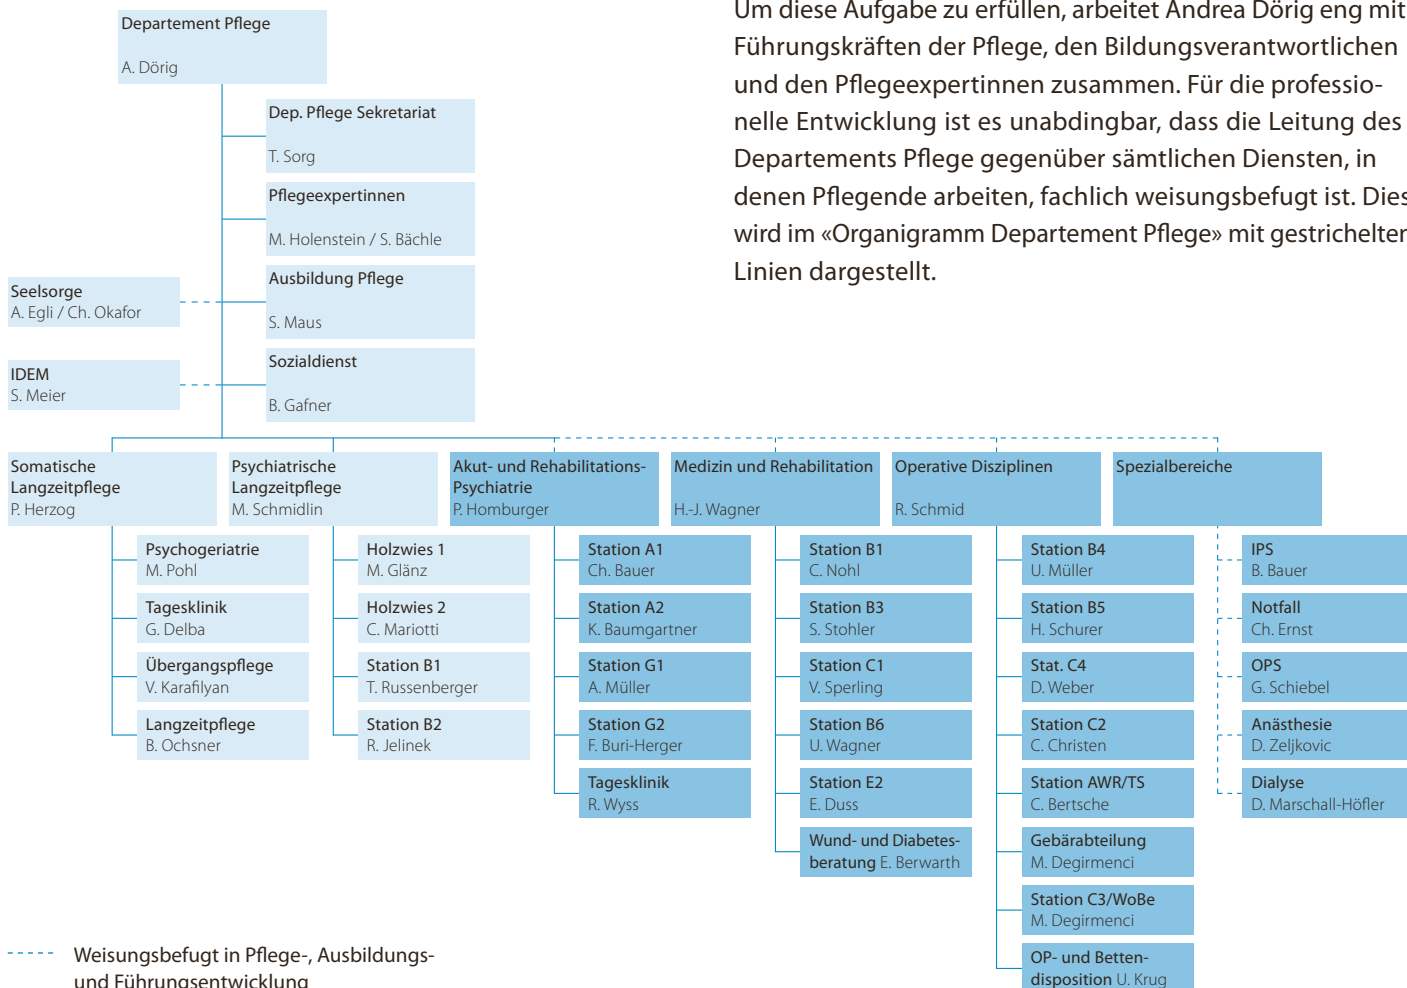 Um diese Aufgabe zu erfüllen, arbeitet Andrea Dörig eng mit
Führungskräften der Pflege, den Bildungsverantwortlichen
und den Pflegeexpertinnen zusammen. Für die professio-
nelle Entwicklung ist es unabdingbar, dass die Leitung des
Departements Pflege gegenüber sämtlichen Diensten, in
denen Pflegende arbeiten, fachlich weisungsbefugt ist. Dies
wird im «Organigramm Departement Pflege» mit gestrichelten
Linien dargestellt.
Departement Pflege
A. Dörig
Dep. Pflege Sekretariat
T. Sorg
Pflegeexpertinnen
M. Holenstein / S. Bächle
Ausbildung Pflege
S. Maus
Seelsorge
A. Egli / Ch. Okafor
Sozialdienst
B. Gafner
IDEM
S. Meier
Somatische
Langzeitpflege
P. Herzog
Psychogeriatrie
M. Pohl
Tagesklinik
G. Delba
Übergangspflege
V. Karafilyan
Langzeitpflege
B. Ochsner
Psychiatrische
Langzeitpflege
M. Schmidlin
Holzwies 1
M. Glänz
Holzwies 2
C. Mariotti
Station B1
T. Russenberger
Station B2
R. Jelinek
Akut- und Rehabilitations-
Psychiatrie
P. Homburger
Station A1
Ch. Bauer
Station A2
K. Baumgartner
Station G1
A. Müller
Station G2
F. Buri-Herger
Tagesklinik
R. Wyss
Medizin und Rehabilitation
H.-J. Wagner
Station B1
C. Nohl
Station B3
S. Stohler
Station C1
V. Sperling
Station B6
U. Wagner
Station E2
E. Duss
Wund- und Diabetes-
beratung E. Berwarth
Operative Disziplinen
R. Schmid
Station B4
U. Müller
Station B5
H. Schurer
Stat. C4
D. Weber
Station C2
C. Christen
Station AWR/TS
C. Bertsche
Gebärabteilung
M. Degirmenci
Station C3/WoBe
M. Degirmenci
OP- und Betten-
disposition U. Krug
Spezialbereiche
IPS
B. Bauer
Notfall
Ch. Ernst
OPS
G. Schiebel
Anästhesie
D. Zeljkovic
Dialyse
D. Marschall-Höfler
Weisungsbefugt in Pflege-, Ausbildungs-
und Führungsentwicklung